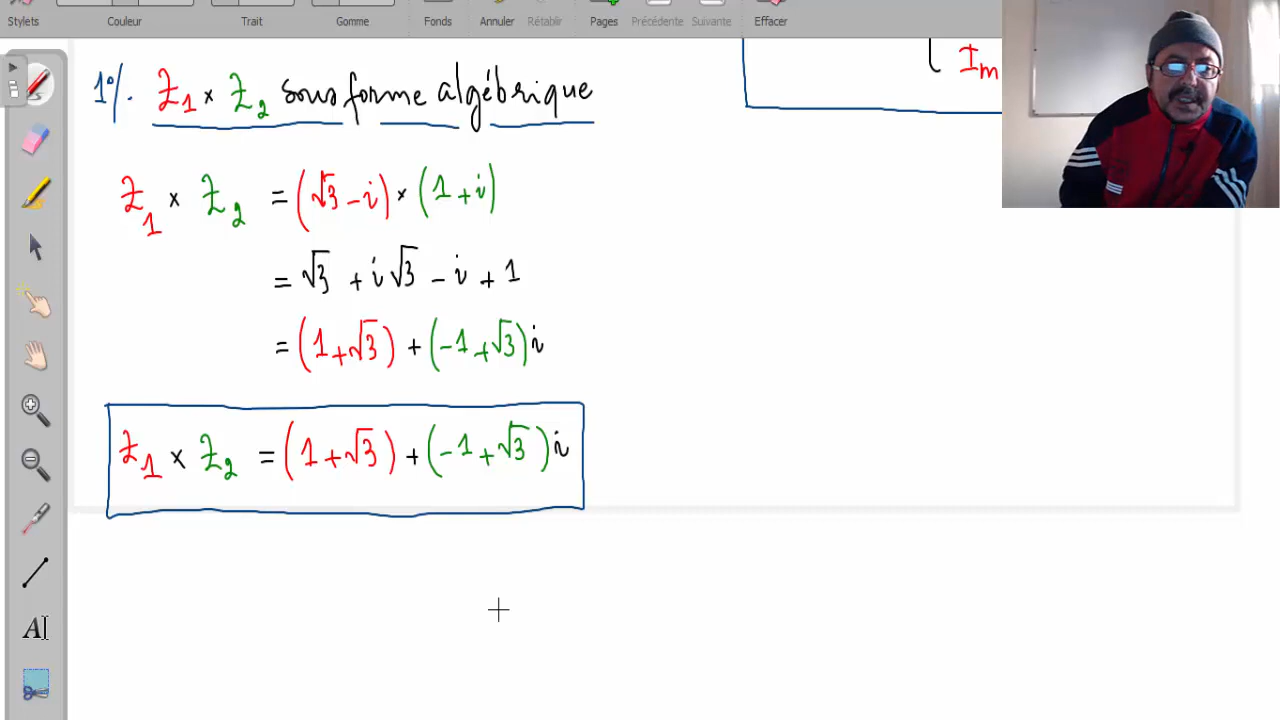 Stylets Couleur Trait Gomme Fonds Annuler Rétablir Pages Précédente Suivante Effacer
Im
1°/. Z₁ × Z₂ sous forme algébrique
Z₁ × Z₂ = (√3 - i) × (1 + i)
= √3 + i√3 - i + 1
= (1+√3) + (-1+√3)i
Z₁ × Z₂ = (1+√3) + (-1+√3)i